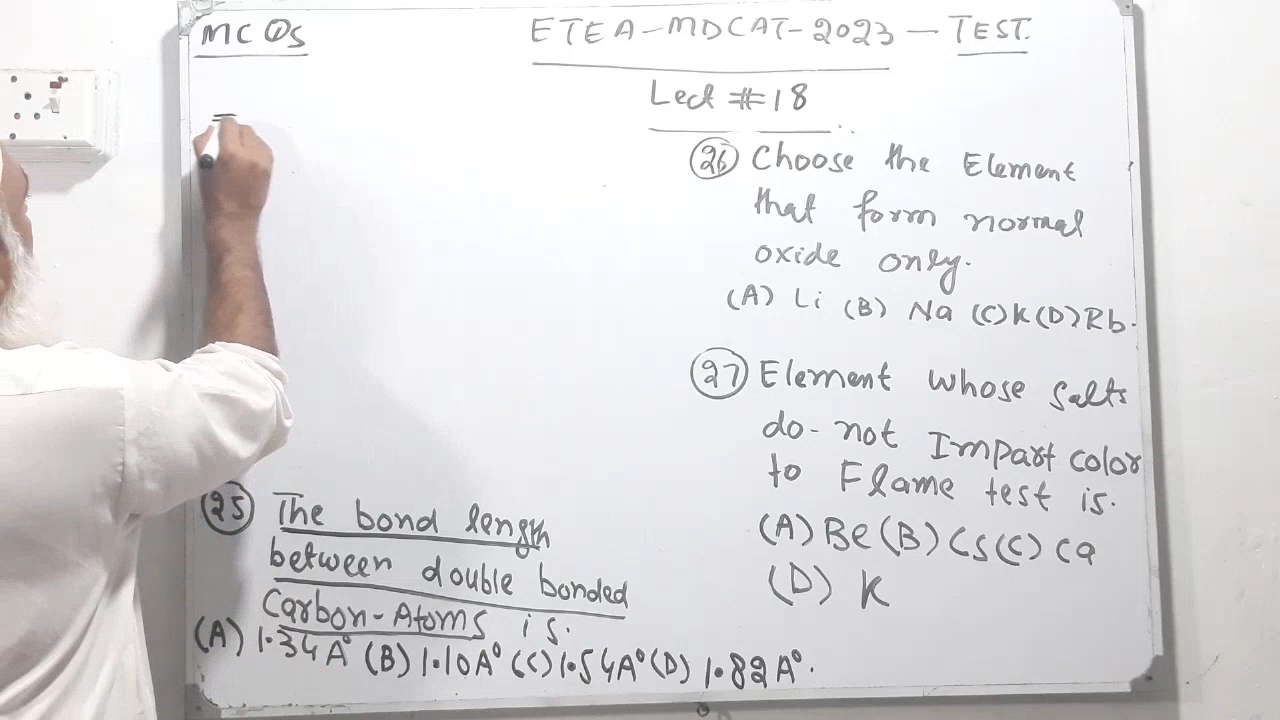 MCQs
ETEA-MDCAT-2023 - TEST.
Lect #18
(26) Choose the Element
that form normal
oxide only.
(A) Li (B) Na (C) K (D) Rb.
(27) Element whose salts
do-not Impart color
to Flame test is.
(A) Be (B) Cs (C) Ca
(D) K
(25) The bond length
between double bonded
Carbon-Atoms is.
(A) 1.34A° (B) 1.10A° (C) 1.54A° (D) 1.82A°.